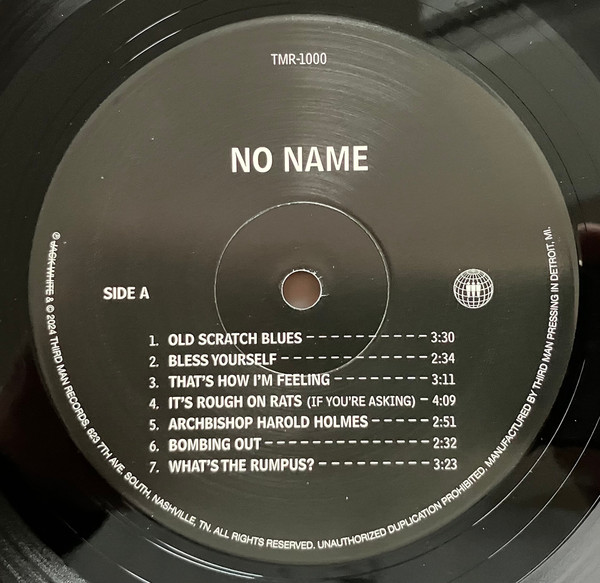 TMR-1000
NO NAME
SIDE A
1. OLD SCRATCH BLUES ------------ 3:30
2. BLESS YOURSELF -------------- 2:34
3. THAT'S HOW I'M FEELING --------- 3:11
4. IT'S ROUGH ON RATS (IF YOU'RE ASKING) - 4:09
5. ARCHBISHOP HAROLD HOLMES ------ 2:51
6. BOMBING OUT ---------------- 2:32
7. WHAT'S THE RUMPUS? ----------- 3:23
℗ JACK WHITE & © 2024 THIRD MAN RECORDS, 623 7TH AVE. SOUTH, NASHVILLE, TN. ALL RIGHTS RESERVED. UNAUTHORIZED DUPLICATION PROHIBITED. MANUFACTURED BY THIRD MAN PRESSING IN DETROIT, MI.